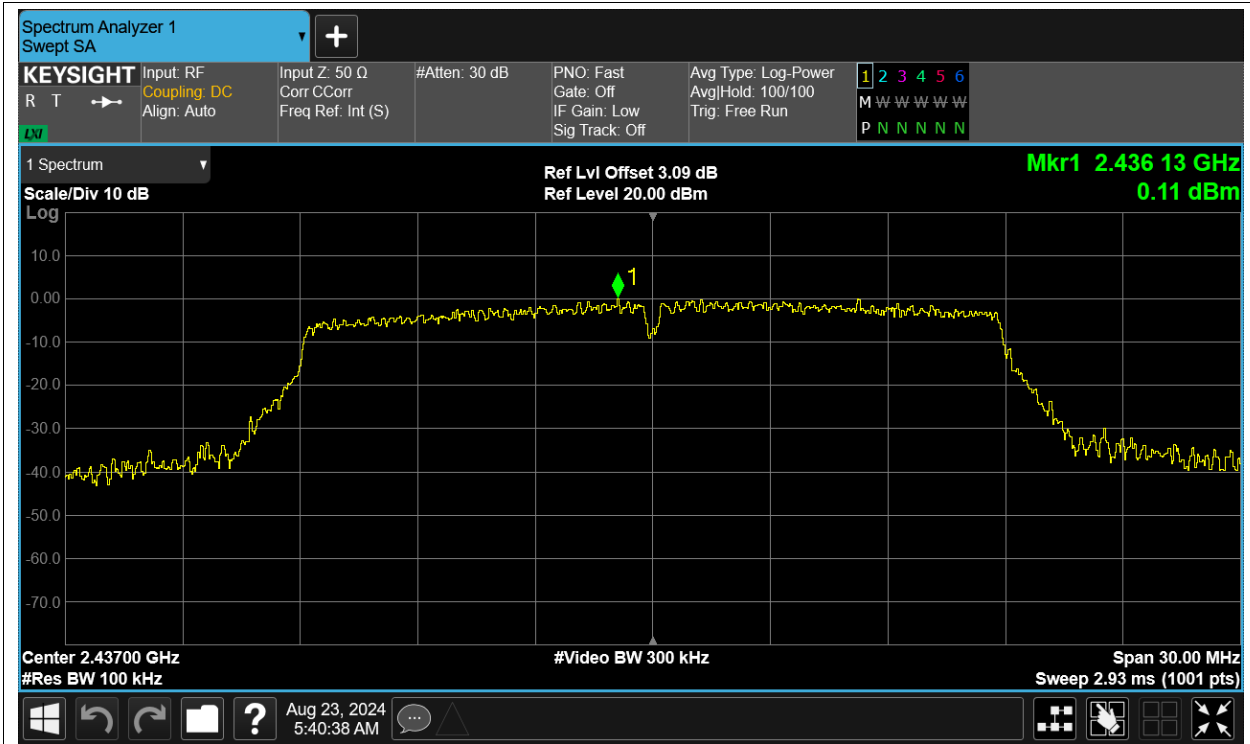 Spectrum Analyzer 1
Swept SA
KEYSIGHT
R T
LXI
Input: RF
Coupling: DC
Align: Auto
Input Z: 50 Ω
Corr CCorr
Freq Ref: Int (S)
#Atten: 30 dB
PNO: Fast
Gate: Off
IF Gain: Low
Sig Track: Off
Avg Type: Log-Power
Avg|Hold: 100/100
Trig: Free Run
1 2 3 4 5 6
M W W W W W
P N N N N N
1 Spectrum
Scale/Div 10 dB
Log
Ref Lvl Offset 3.09 dB
Ref Level 20.00 dBm
Mkr1 2.436 13 GHz
0.11 dBm
1
10.0
0.00
-10.0
-20.0
-30.0
-40.0
-50.0
-60.0
-70.0
Center 2.43700 GHz
#Video BW 300 kHz
Span 30.00 MHz
#Res BW 100 kHz
Sweep 2.93 ms (1001 pts)
?
Aug 23, 2024
5:40:38 AM